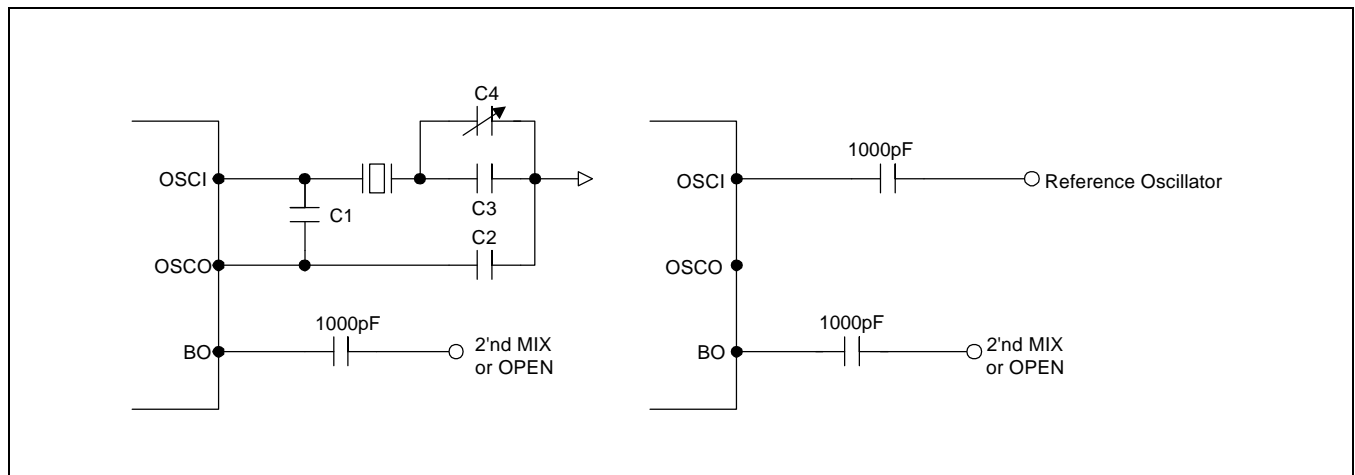 C4
OSCI
C1
C3
C2
OSCO
1000pF
BO
2'nd MIX
or OPEN
1000pF
OSCI
Reference Oscillator
OSCO
1000pF
BO
2'nd MIX
or OPEN